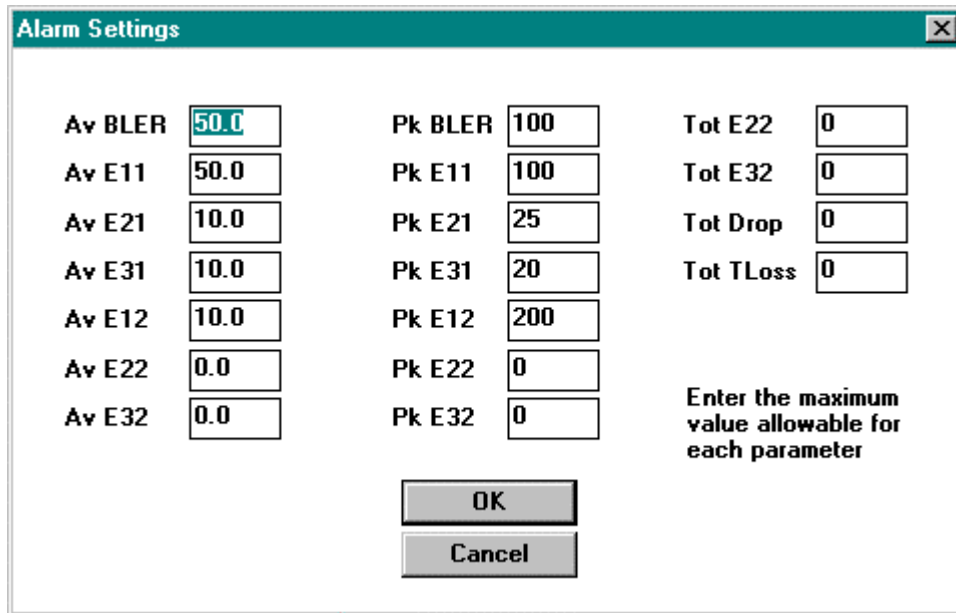 Alarm Settings
Av BLER 50.0 Pk BLER 100 Tot E22 0
Av E11 50.0 Pk E11 100 Tot E32 0
Av E21 10.0 Pk E21 25 Tot Drop 0
Av E31 10.0 Pk E31 20 Tot TLoss 0
Av E12 10.0 Pk E12 200
Av E22 0.0 Pk E22 0
Av E32 0.0 Pk E32 0
Enter the maximum
value allowable for
each parameter
OK
Cancel